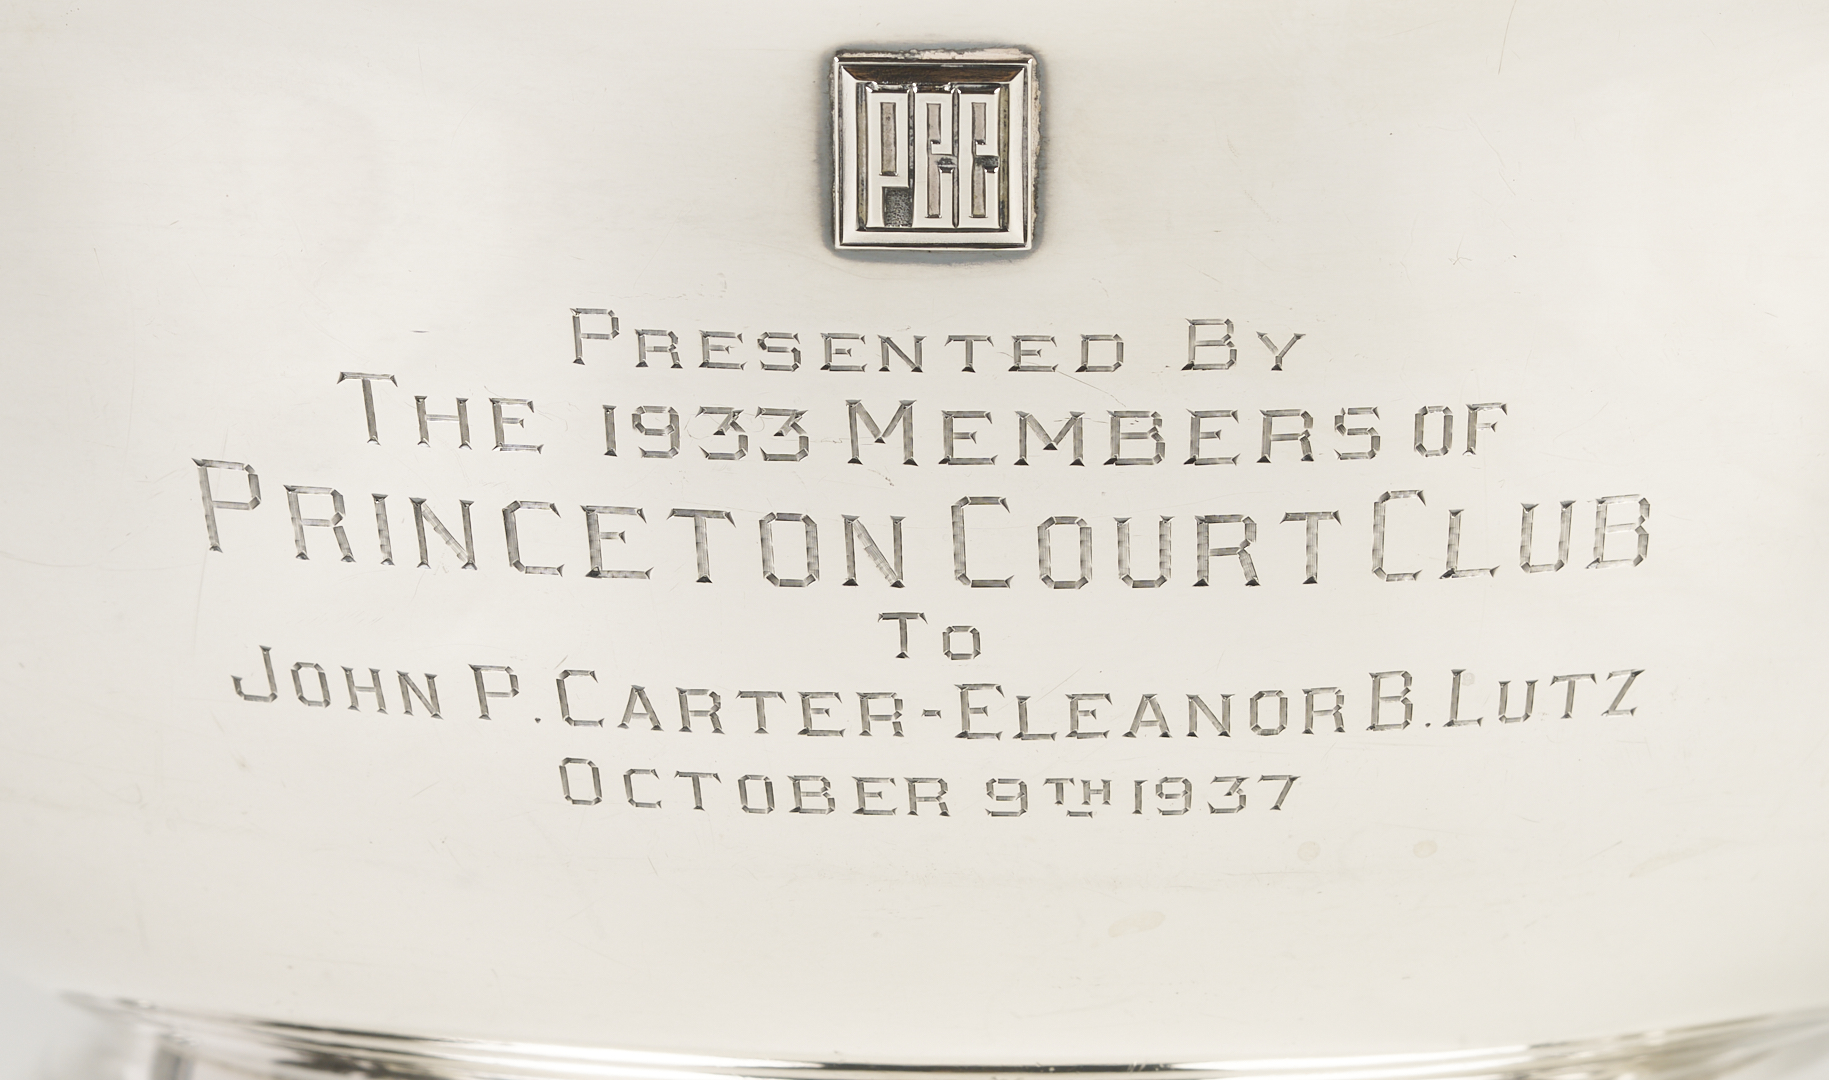 PCC
PRESENTED BY
THE 1933 MEMBERS OF
PRINCETON COURT CLUB
TO
JOHN P. CARTER-ELEANOR B. LUTZ
OCTOBER 9TH 1937